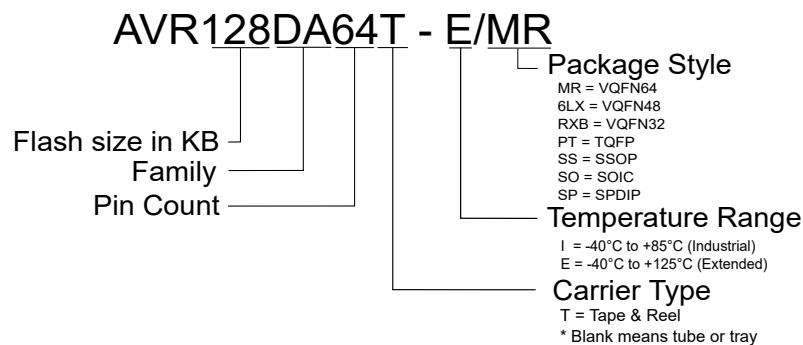 AVR128DA64T - E/MR
Package Style
MR = VQFN64
6LX = VQFN48
RXB = VQFN32
PT = TQFP
SS = SSOP
SO = SOIC
SP = SPDIP
Flash size in KB
Family
Pin Count
Temperature Range
I = -40°C to +85°C (Industrial)
E = -40°C to +125°C (Extended)
Carrier Type
T = Tape & Reel
* Blank means tube or tray